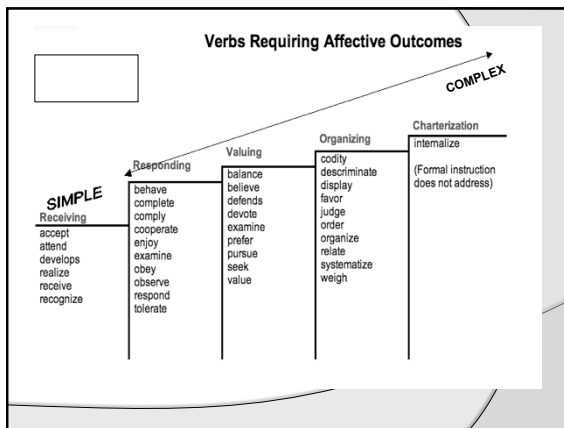 Verbs Requiring Affective Outcomes
COMPLEX
SIMPLE
Receiving
accept
attend
develops
realize
receive
recognize
Responding
behave
complete
comply
cooperate
enjoy
examine
obey
observe
respond
tolerate
Valuing
balance
believe
defends
devote
examine
prefer
pursue
seek
value
Organizing
codity
descriminate
display
favor
judge
order
organize
relate
systematize
weigh
Charterization
internalize
(Formal instruction
does not address)